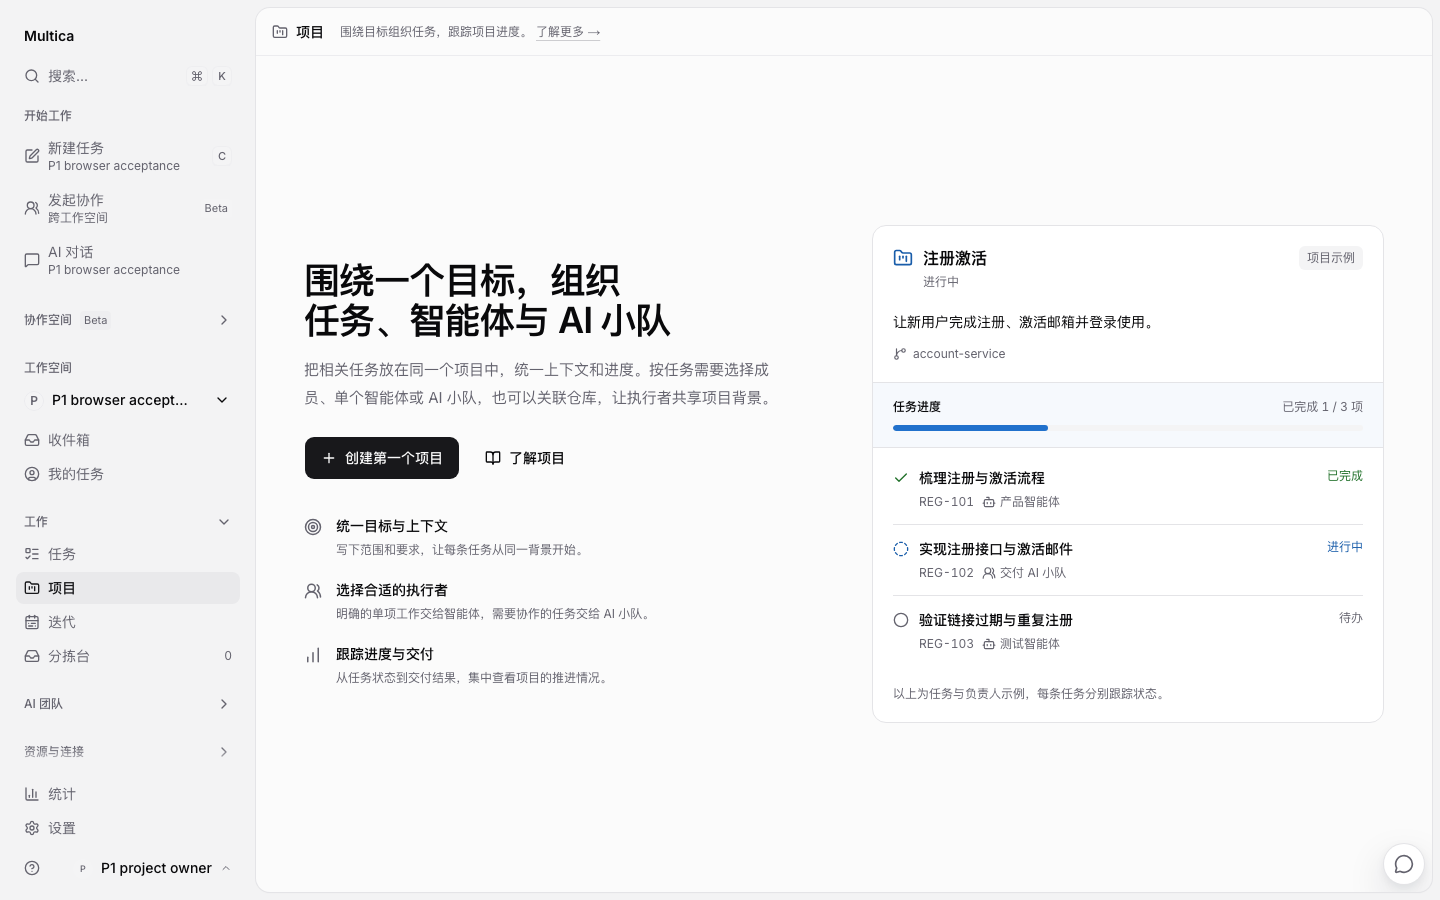 Multica
搜索... ⌘ K
开始工作
新建任务
P1 browser acceptance
C
发起协作
跨工作空间
Beta
AI 对话
P1 browser acceptance
协作空间 Beta
工作空间
P P1 browser accept...
收件箱
我的任务
工作
任务
项目
迭代
分拣台 0
AI 团队
资源与连接
统计
设置
P P1 project owner
项目 围绕目标组织任务，跟踪项目进度。 了解更多 →
围绕一个目标，组织
任务、智能体与 AI 小队
把相关任务放在同一个项目中，统一上下文和进度。按任务需要选择成
员、单个智能体或 AI 小队，也可以关联仓库，让执行者共享项目背景。
创建第一个项目 了解项目
统一目标与上下文
写下范围和要求，让每条任务从同一背景开始。
选择合适的执行者
明确的单项工作交给智能体，需要协作的任务交给 AI 小队。
跟踪进度与交付
从任务状态到交付结果，集中查看项目的推进情况。
注册激活 项目示例
进行中
让新用户完成注册、激活邮箱并登录使用。
account-service
任务进度 已完成 1 / 3 项
梳理注册与激活流程 已完成
REG-101 产品智能体
实现注册接口与激活邮件 进行中
REG-102 交付 AI 小队
验证链接过期与重复注册 待办
REG-103 测试智能体
以上为任务与负责人示例，每条任务分别跟踪状态。